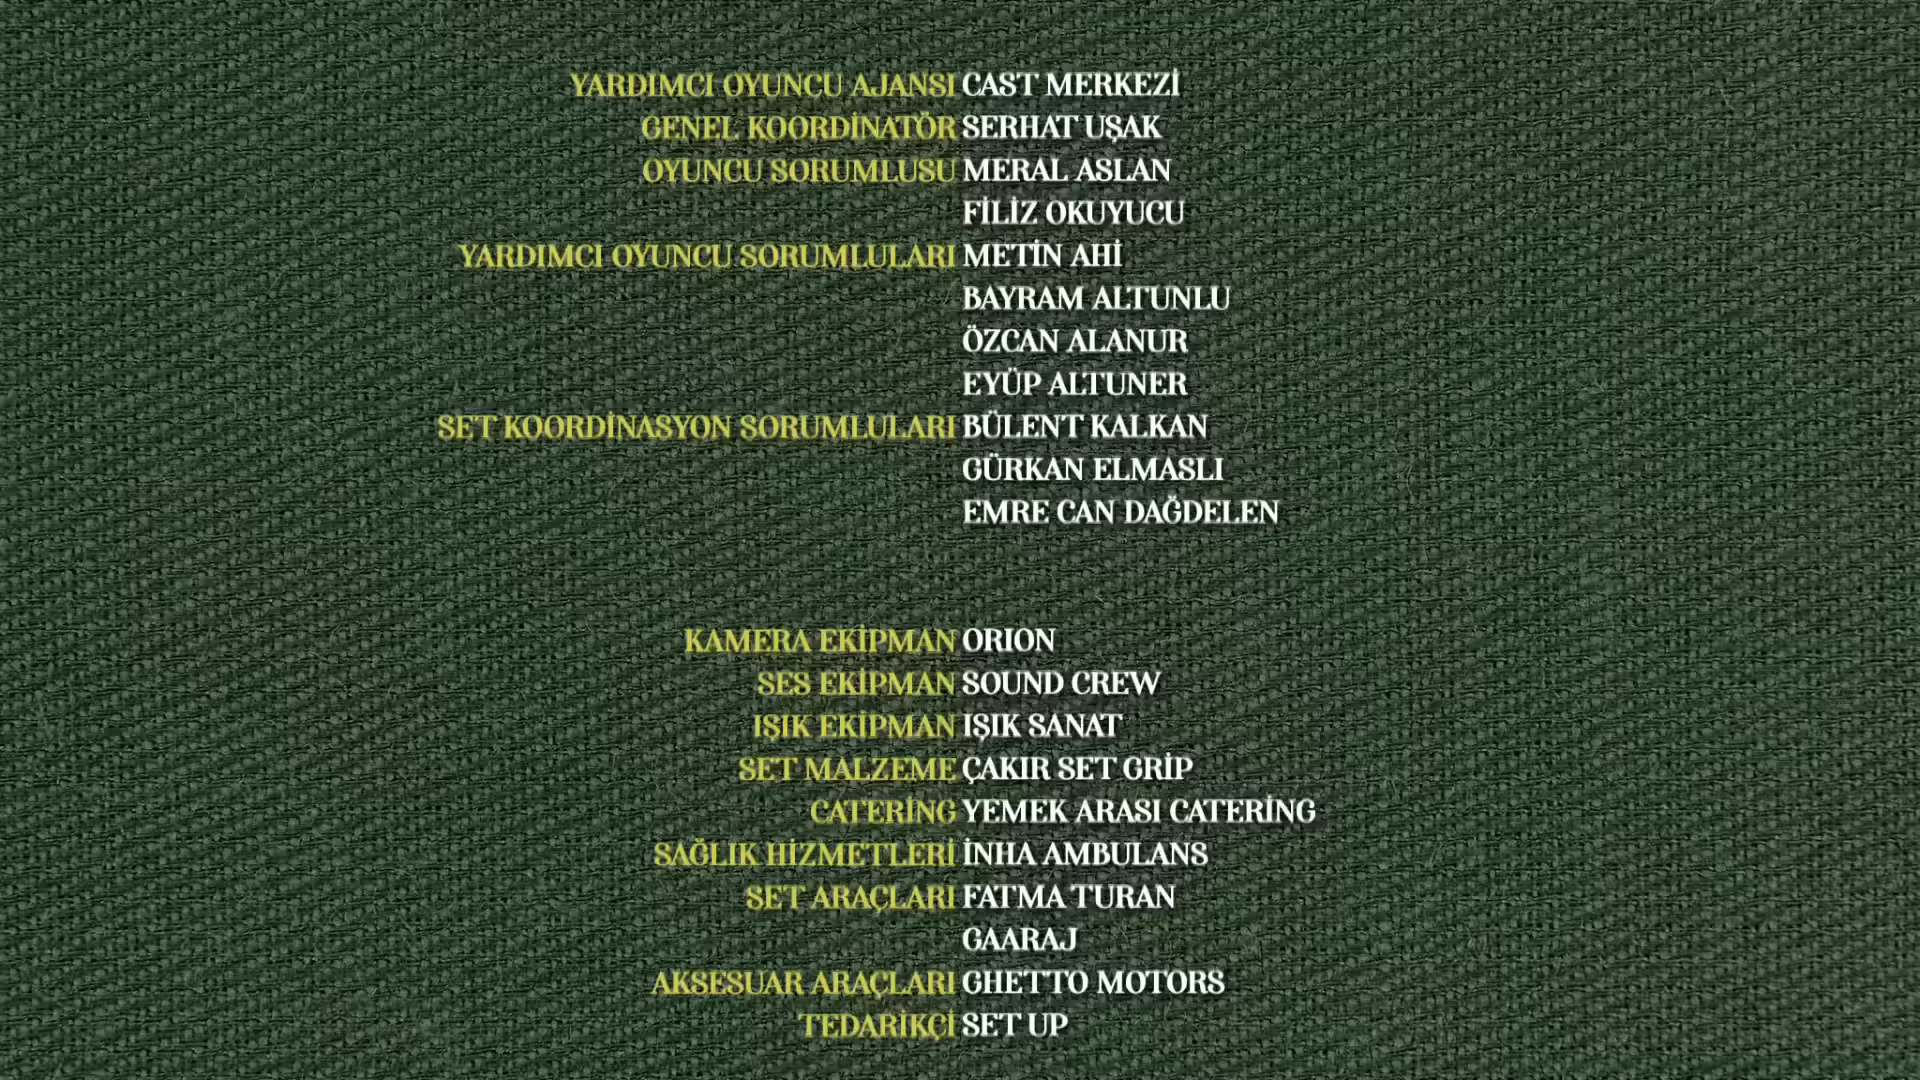 YARDIMCI OYUNCU AJANSI CAST MERKEZİ
GENEL KOORDİNATÖR SERHAT UŞAK
OYUNCU SORUMLUSU MERAL ASLAN
FİLİZ OKUYUCU
YARDIMCI OYUNCU SORUMLULARI METİN AHİ
BAYRAM ALTUNLU
ÖZCAN ALANUR
EYÜP ALTUNER
SET KOORDİNASYON SORUMLULARI BÜLENT KALKAN
GÜRKAN ELMASLI
EMRE CAN DAĞDELEN
KAMERA EKİPMAN ORION
SES EKİPMAN SOUND CREW
IŞIK EKİPMAN IŞIK SANAT
SET MALZEME ÇAKIR SET GRİP
CATERİNG YEMEK ARASI CATERİNG
SAĞLIK HİZMETLERİ İNHA AMBULANS
SET ARAÇLARI FATMA TURAN
GAARAJ
AKSESUAR ARAÇLARI GHETTO MOTORS
TEDARİKÇİ SET UP